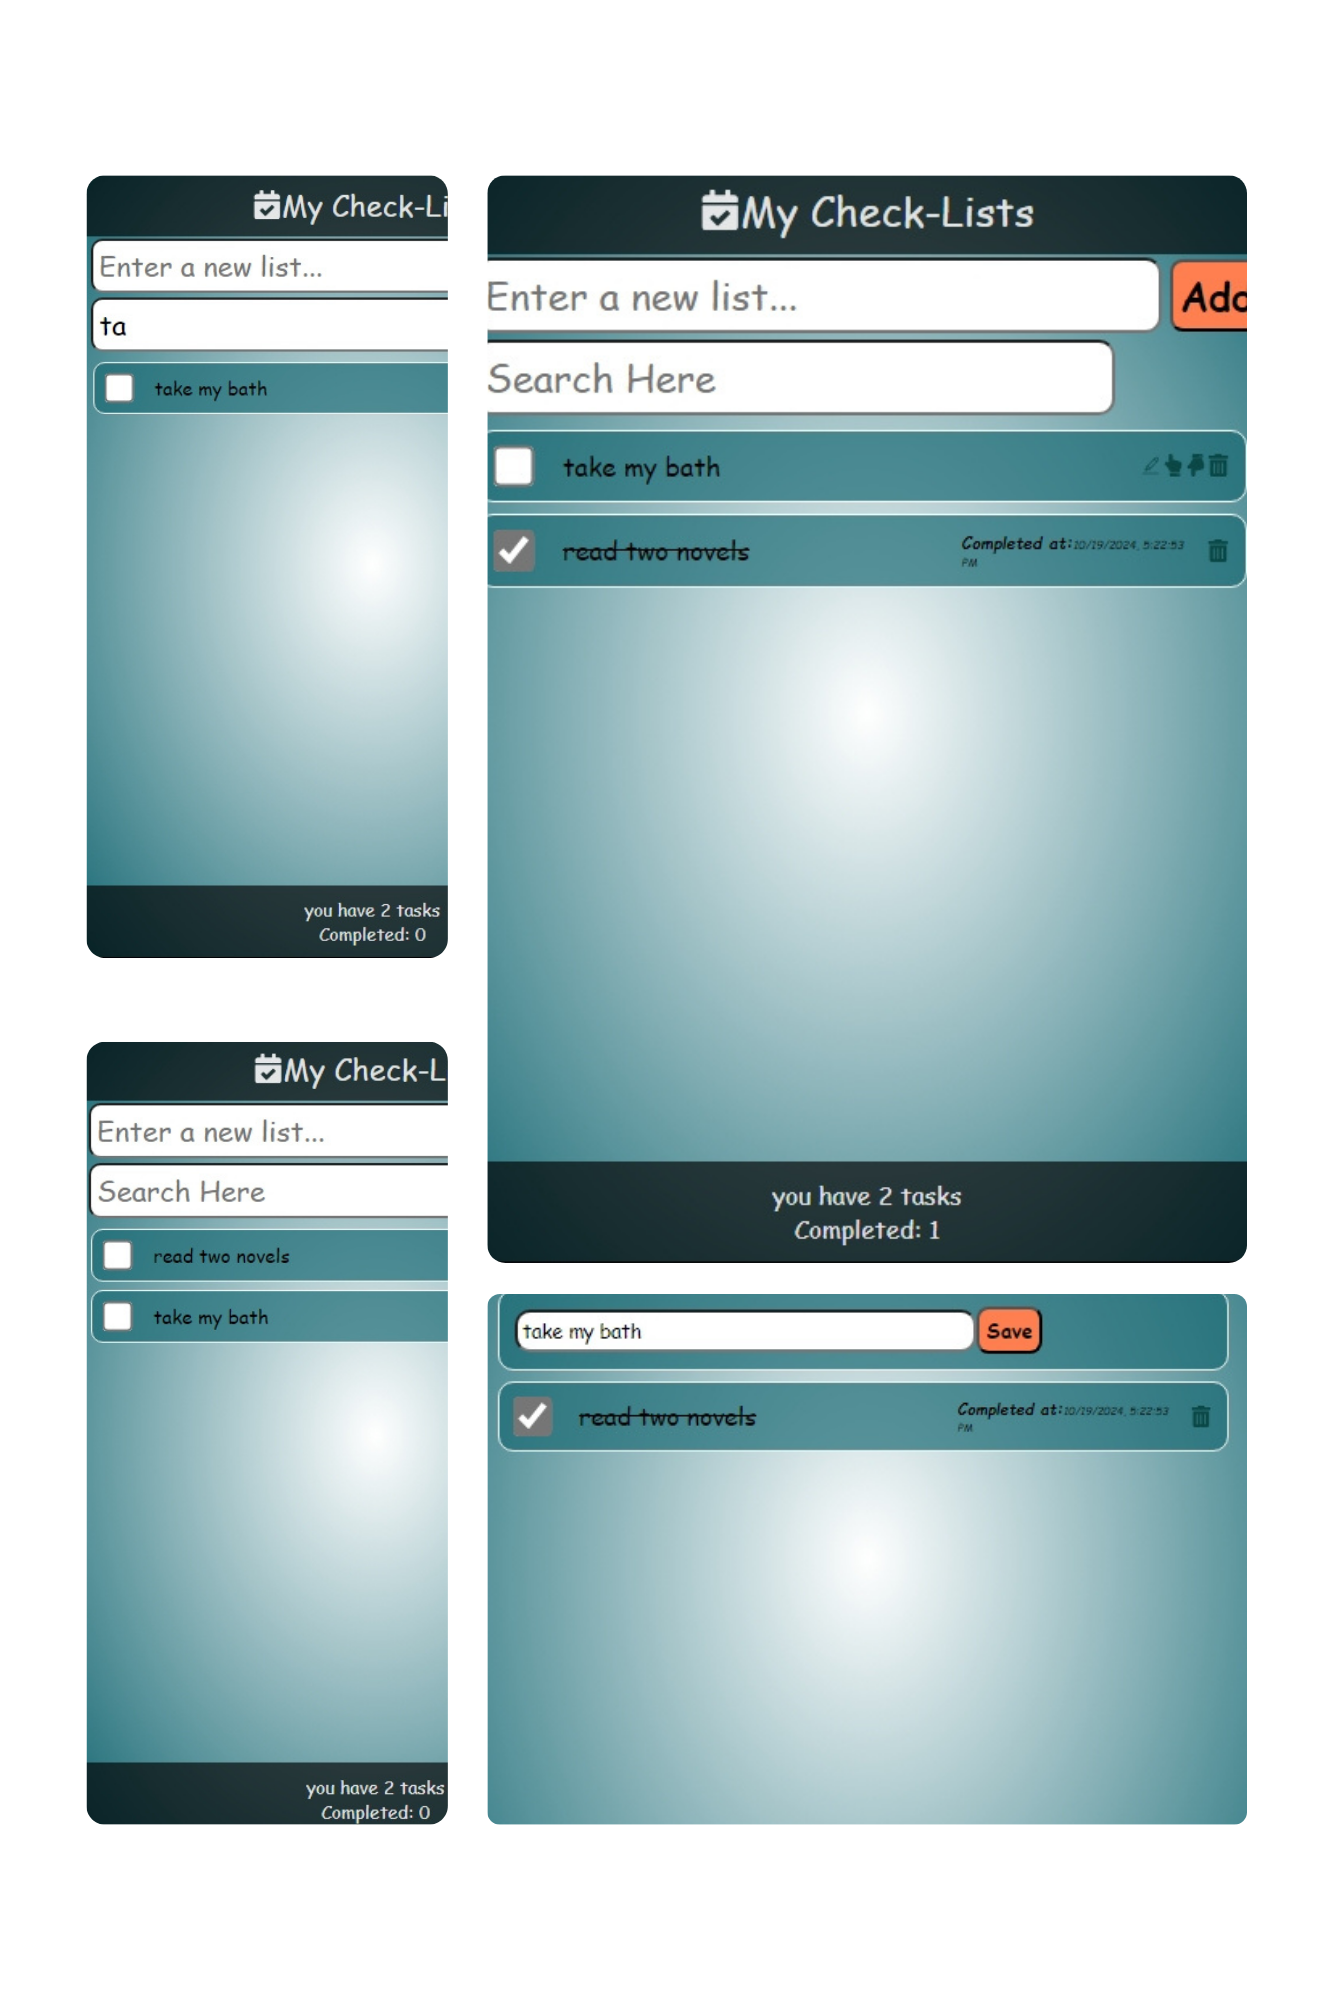 My Check-Li
Enter a new list...
ta
take my bath
you have 2 tasks
Completed: 0
My Check-Lists
Enter a new list...
Add
Search Here
take my bath
read two novels
Completed at:10/19/2024, 5:22:53
PM
you have 2 tasks
Completed: 1
My Check-L
Enter a new list...
Search Here
read two novels
take my bath
you have 2 tasks
Completed: 0
take my bath
Save
read two novels
Completed at:10/19/2024, 5:22:53
PM